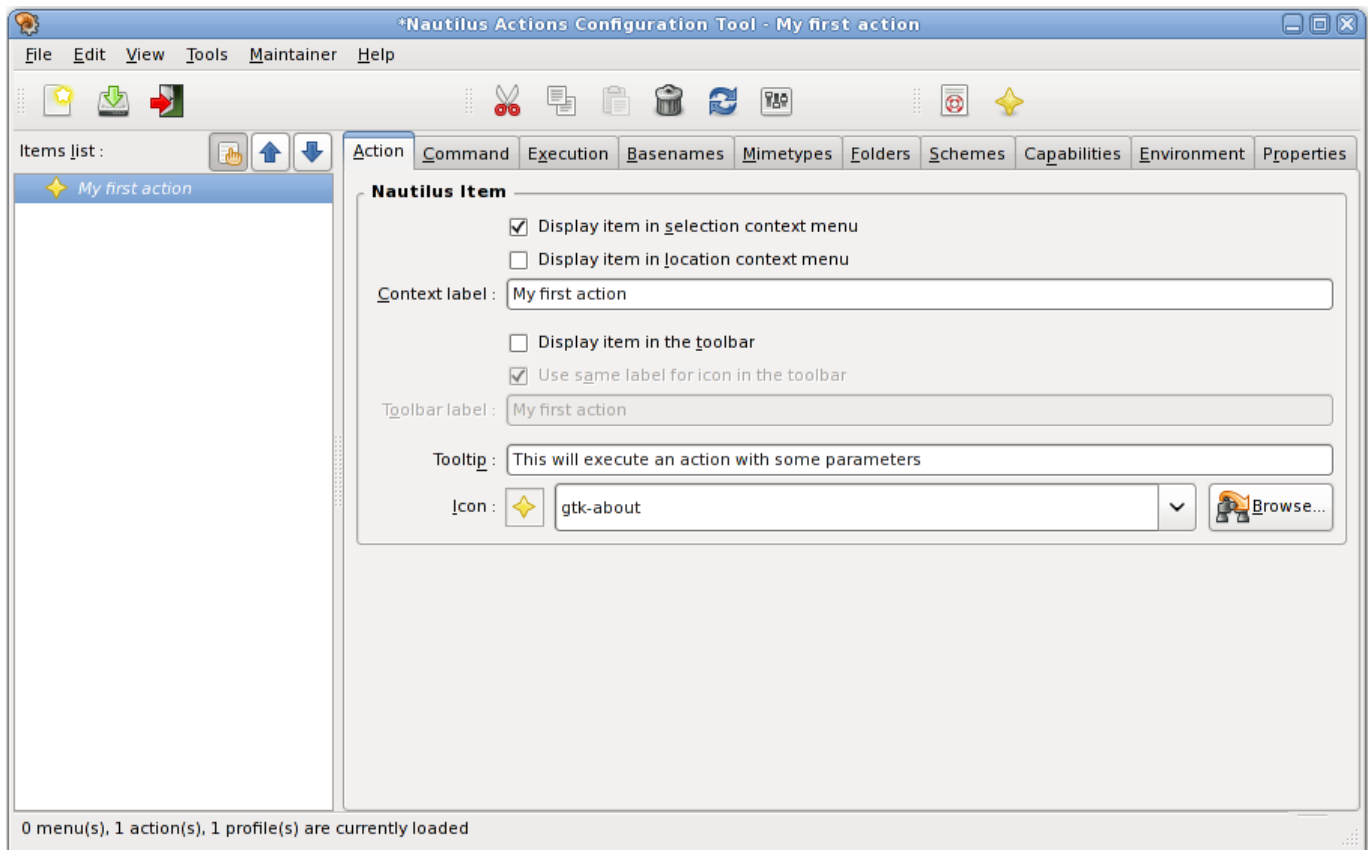 *Nautilus Actions Configuration Tool - My first action
File Edit View Tools Maintainer Help
Items list :
Action Command Execution Basenames Mimetypes Folders Schemes Capabilities Environment Properties
My first action
Nautilus Item
Display item in selection context menu
Display item in location context menu
Context label : My first action
Display item in the toolbar
Use same label for icon in the toolbar
Toolbar label : My first action
Tooltip : This will execute an action with some parameters
Icon : gtk-about Browse...
0 menu(s), 1 action(s), 1 profile(s) are currently loaded